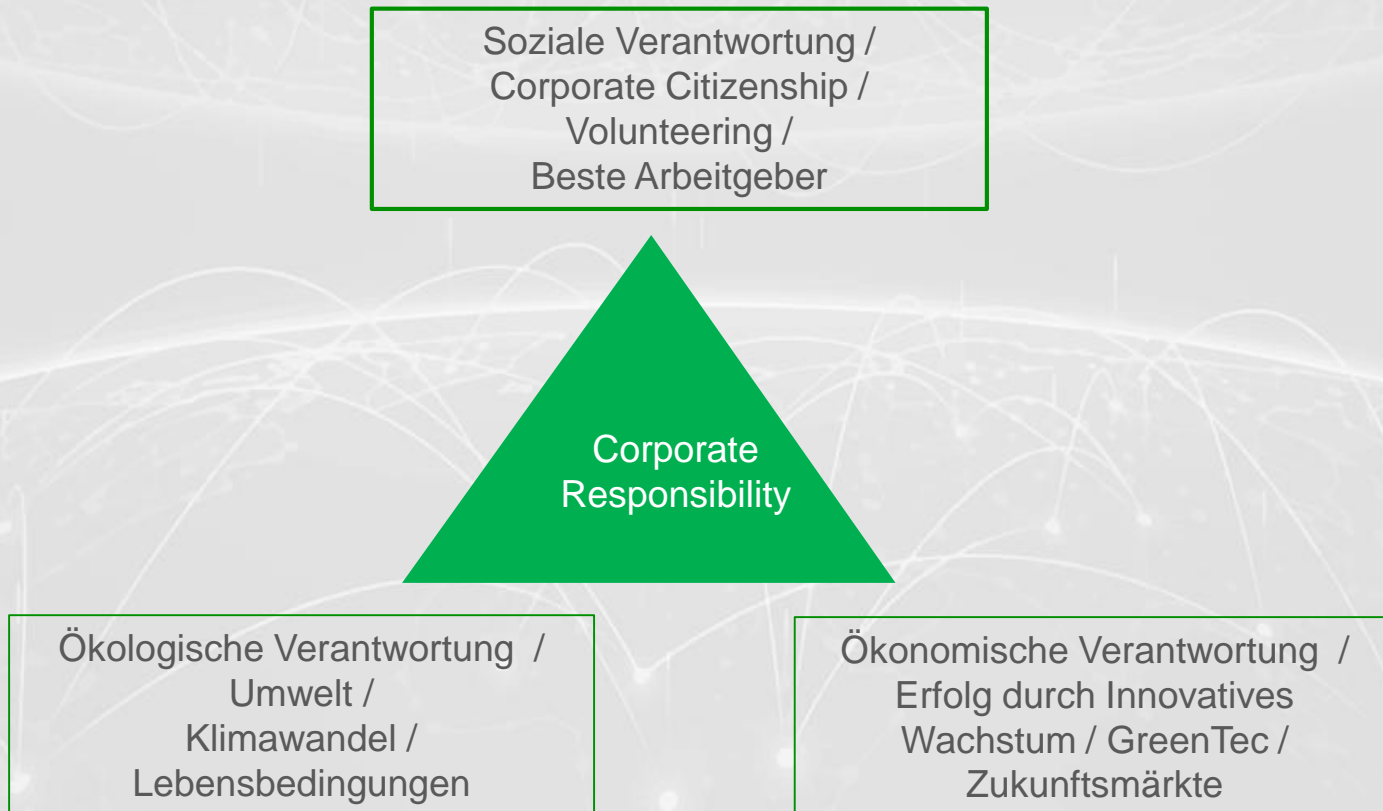 Soziale Verantwortung /
Corporate Citizenship /
Volunteering /
Beste Arbeitgeber
Corporate
Responsibility
Ökologische Verantwortung /
Umwelt /
Klimawandel /
Lebensbedingungen
Ökonomische Verantwortung /
Erfolg durch Innovatives
Wachstum / GreenTec /
Zukunftsmärkte